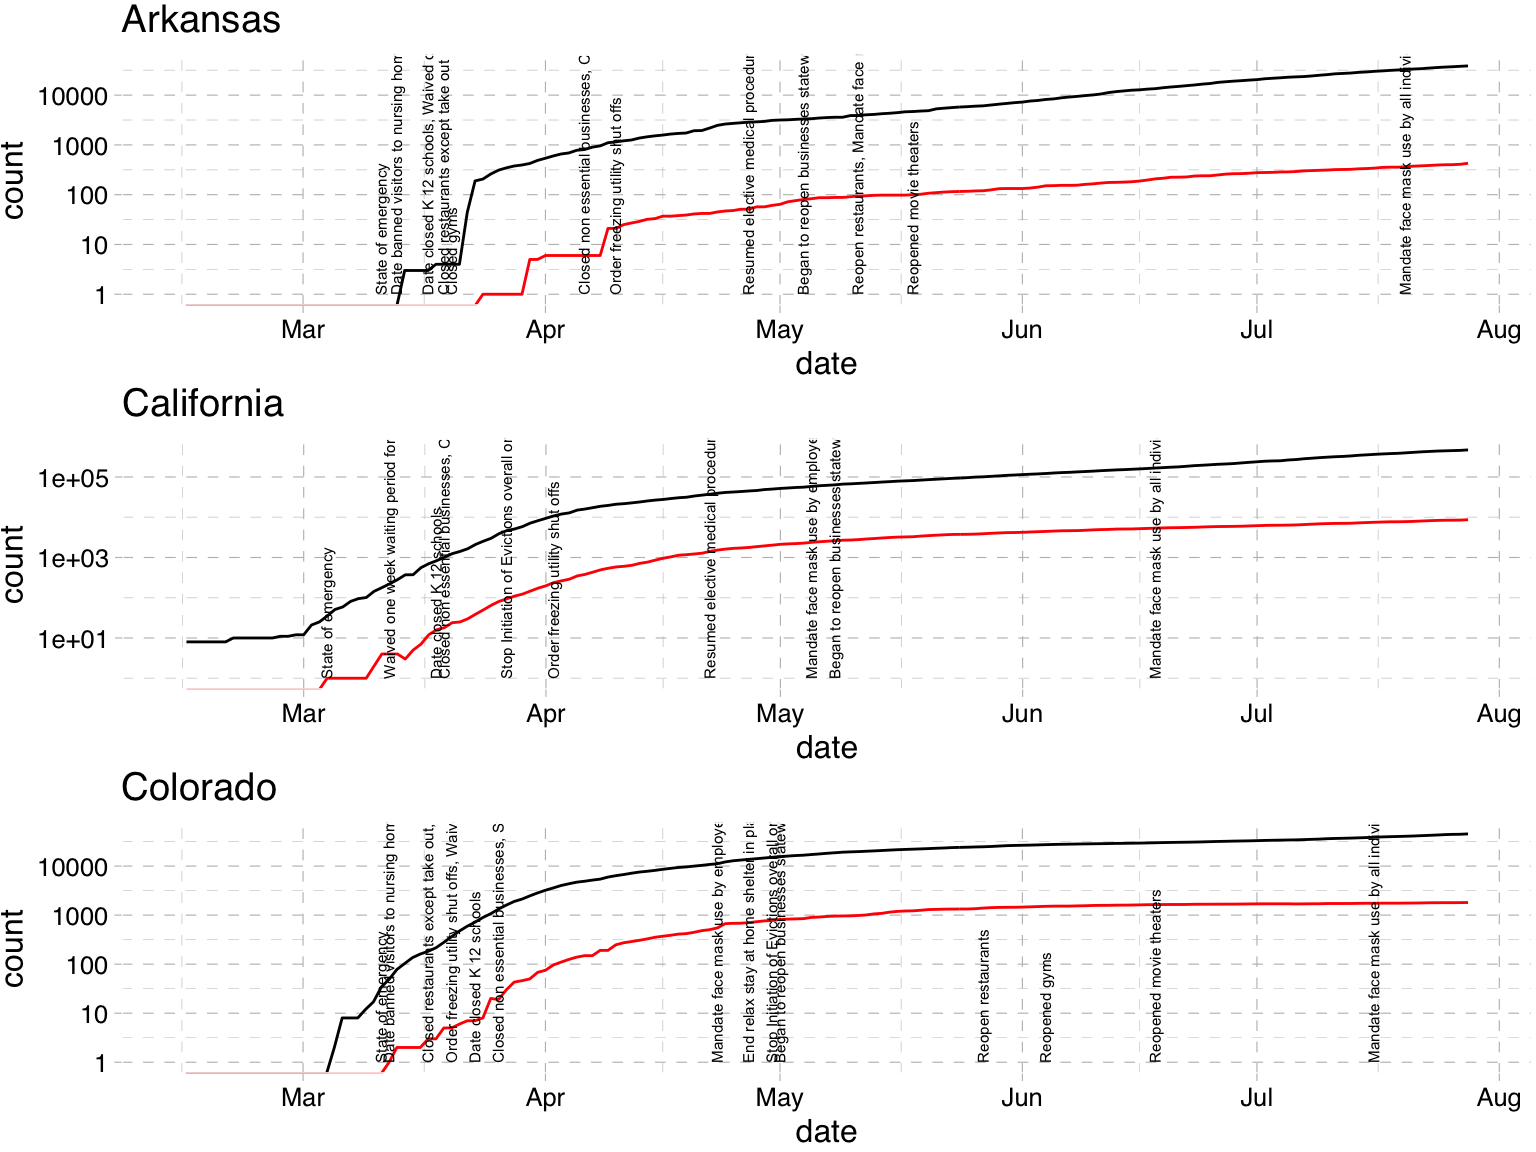 Arkansas
count
10000
1000
100
10
1
State of emergency
Date banned visitors to nursing hom
Date closed K 12 schools, Waived o
Closed restaurants except take out
Closed gyms
Closed non essential businesses, C
Order freezing utility shut offs
Resumed elective medical procedur
Began to reopen businesses statew
Reopen restaurants, Mandate face
Reopened movie theaters
Mandate face mask use by all indivi
Mar Apr May Jun Jul Aug
date
California
count
1e+05
1e+03
1e+01
State of emergency
Waived one week waiting period for
Date closed K 12 schools
Closed non essential businesses, C
Stop Initiation of Evictions overall or
Order freezing utility shut offs
Resumed elective medical procedur
Mandate face mask use by employe
Began to reopen businesses statew
Mandate face mask use by all indivi
Mar Apr May Jun Jul Aug
date
Colorado
count
10000
1000
100
10
1
State of emergency
Date banned visitors to nursing hom
Closed restaurants except take out,
Order freezing utility shut offs, Waiv
Date closed K 12 schools
Closed non essential businesses, S
Mandate face mask use by employe
End relax stay at home shelter in pla
Stop Initiation of Evictions overall or
Began to reopen businesses statew
Reopen restaurants
Reopened gyms
Reopened movie theaters
Mandate face mask use by all indivi
Mar Apr May Jun Jul Aug
date